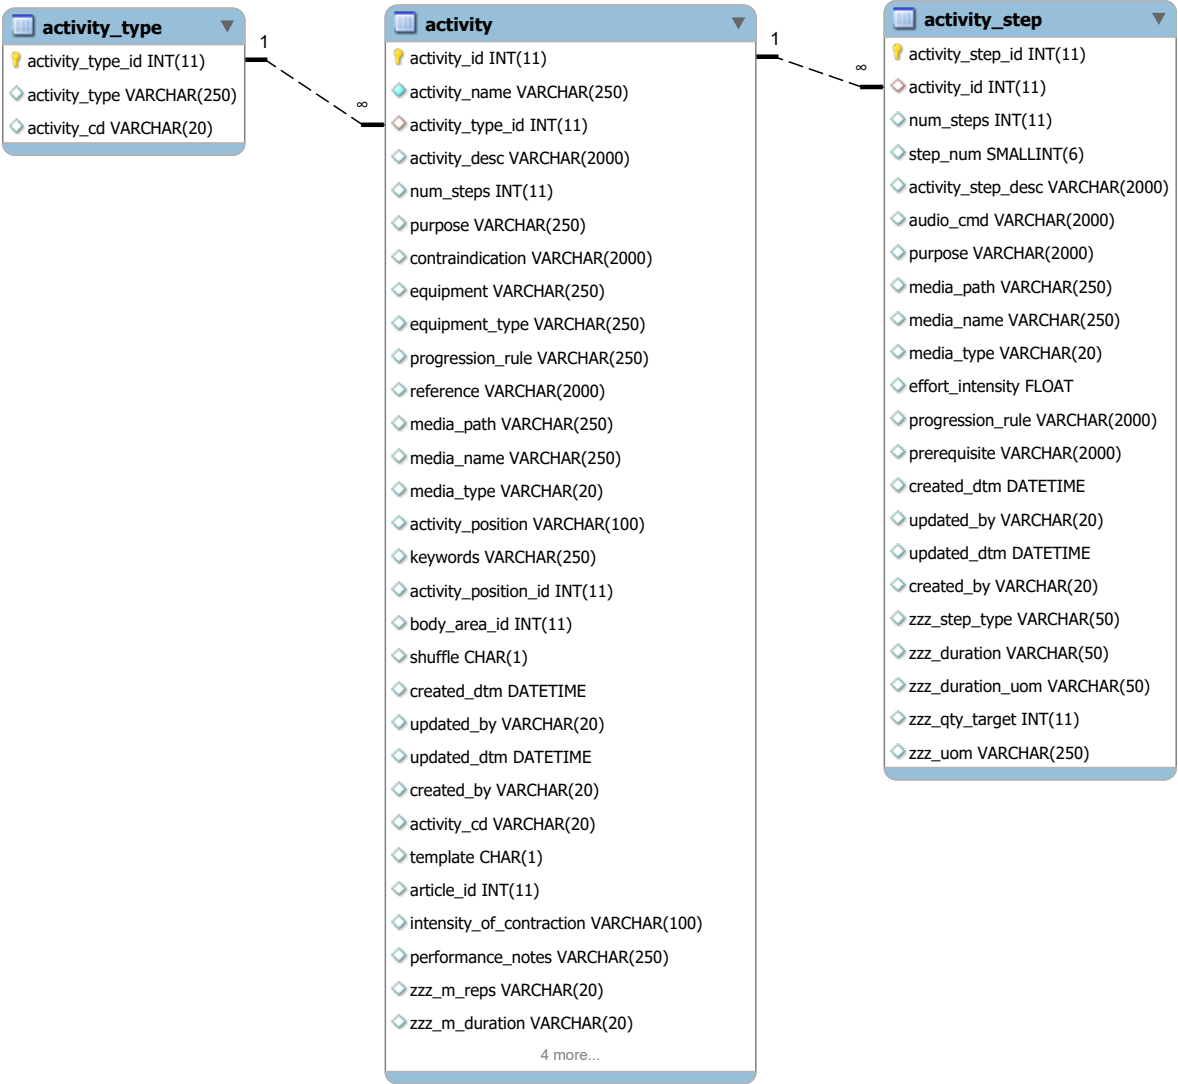 activity_type
activity_type_id INT(11)
activity_type VARCHAR(250)
activity_cd VARCHAR(20)
1
∞
activity
activity_id INT(11)
activity_name VARCHAR(250)
activity_type_id INT(11)
activity_desc VARCHAR(2000)
num_steps INT(11)
purpose VARCHAR(250)
contraindication VARCHAR(2000)
equipment VARCHAR(250)
equipment_type VARCHAR(250)
progression_rule VARCHAR(250)
reference VARCHAR(2000)
media_path VARCHAR(250)
media_name VARCHAR(250)
media_type VARCHAR(20)
activity_position VARCHAR(100)
keywords VARCHAR(250)
activity_position_id INT(11)
body_area_id INT(11)
shuffle CHAR(1)
created_dtm DATETIME
updated_by VARCHAR(20)
updated_dtm DATETIME
created_by VARCHAR(20)
activity_cd VARCHAR(20)
template CHAR(1)
article_id INT(11)
intensity_of_contraction VARCHAR(100)
performance_notes VARCHAR(250)
zzz_m_reps VARCHAR(20)
zzz_m_duration VARCHAR(20)
4 more...
1
∞
activity_step
activity_step_id INT(11)
activity_id INT(11)
num_steps INT(11)
step_num SMALLINT(6)
activity_step_desc VARCHAR(2000)
audio_cmd VARCHAR(2000)
purpose VARCHAR(2000)
media_path VARCHAR(250)
media_name VARCHAR(250)
media_type VARCHAR(20)
effort_intensity FLOAT
progression_rule VARCHAR(2000)
prerequisite VARCHAR(2000)
created_dtm DATETIME
updated_by VARCHAR(20)
updated_dtm DATETIME
created_by VARCHAR(20)
zzz_step_type VARCHAR(50)
zzz_duration VARCHAR(50)
zzz_duration_uom VARCHAR(50)
zzz_qty_target INT(11)
zzz_uom VARCHAR(250)